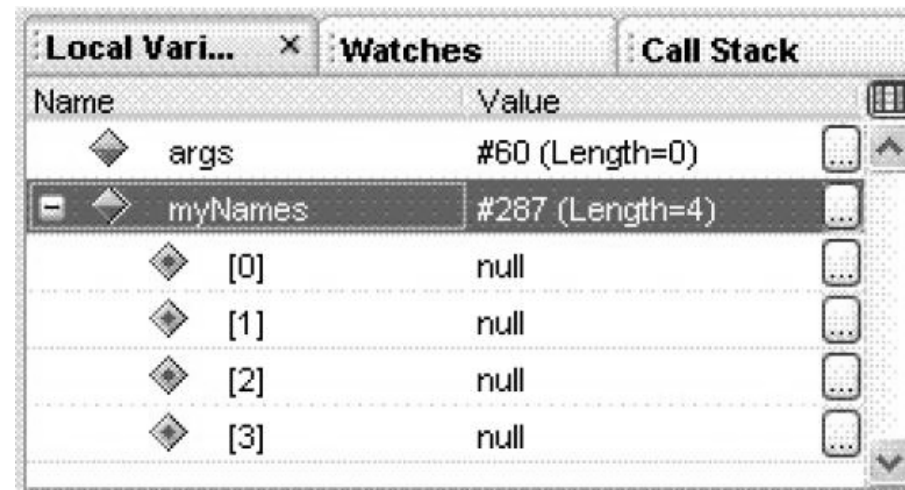 Local Vari... × Watches Call Stack
Name Value
args #60 (Length=0) ...
myNames #287 (Length=4) ...
[0] null ...
[1] null ...
[2] null ...
[3] null ...